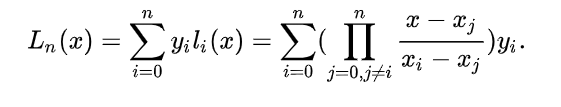 $L_n(x) = \sum_{i=0}^{n} y_i l_i(x) = \sum_{i=0}^{n} ( \prod_{j=0, j \neq i}^{n} \frac{x - x_j}{x_i - x_j} ) y_i.$